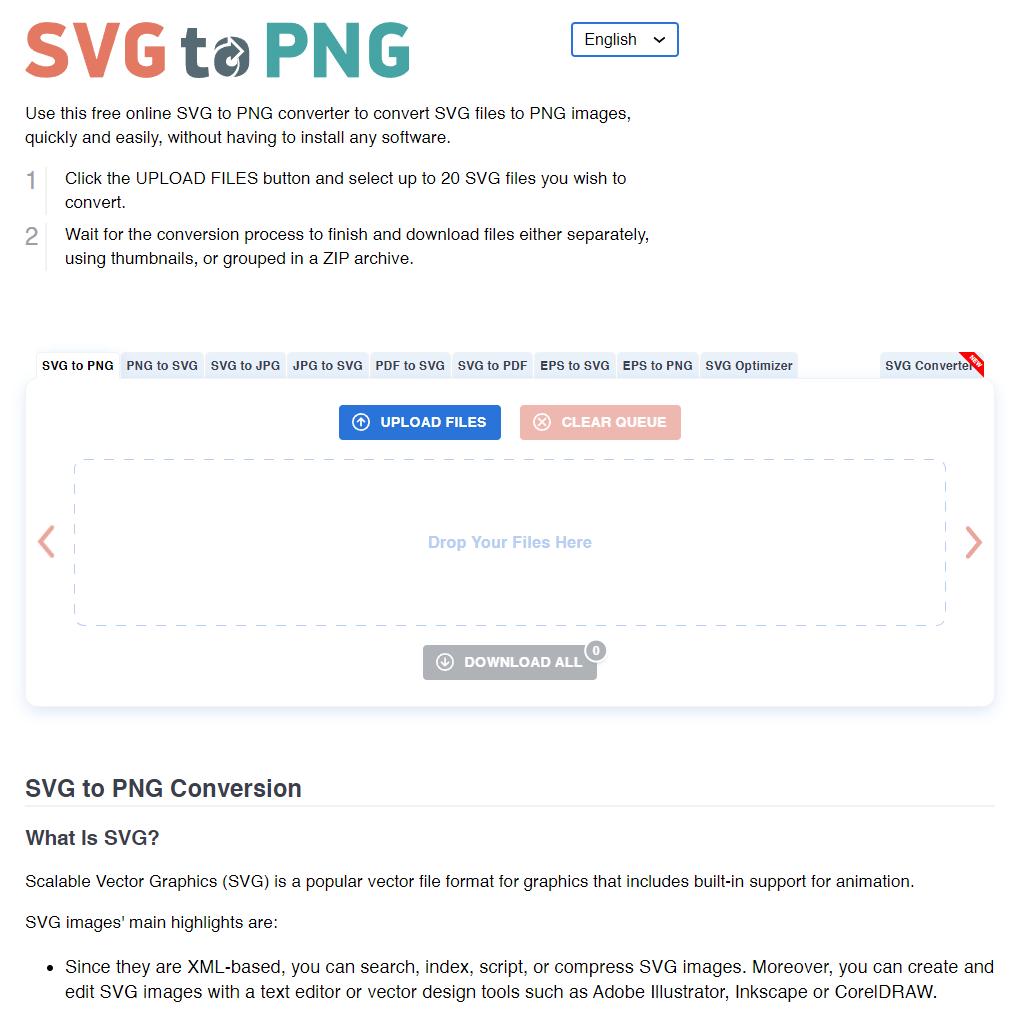 SVG to PNG
English
Use this free online SVG to PNG converter to convert SVG files to PNG images,
quickly and easily, without having to install any software.
1 Click the UPLOAD FILES button and select up to 20 SVG files you wish to
convert.
2 Wait for the conversion process to finish and download files either separately,
using thumbnails, or grouped in a ZIP archive.
SVG to PNG PNG to SVG SVG to JPG JPG to SVG PDF to SVG SVG to PDF EPS to SVG EPS to PNG SVG Optimizer SVG Converter NEW
UPLOAD FILES CLEAR QUEUE
Drop Your Files Here
DOWNLOAD ALL 0
SVG to PNG Conversion
What Is SVG?
Scalable Vector Graphics (SVG) is a popular vector file format for graphics that includes built-in support for animation.
SVG images' main highlights are:
• Since they are XML-based, you can search, index, script, or compress SVG images. Moreover, you can create and
edit SVG images with a text editor or vector design tools such as Adobe Illustrator, Inkscape or CorelDRAW.